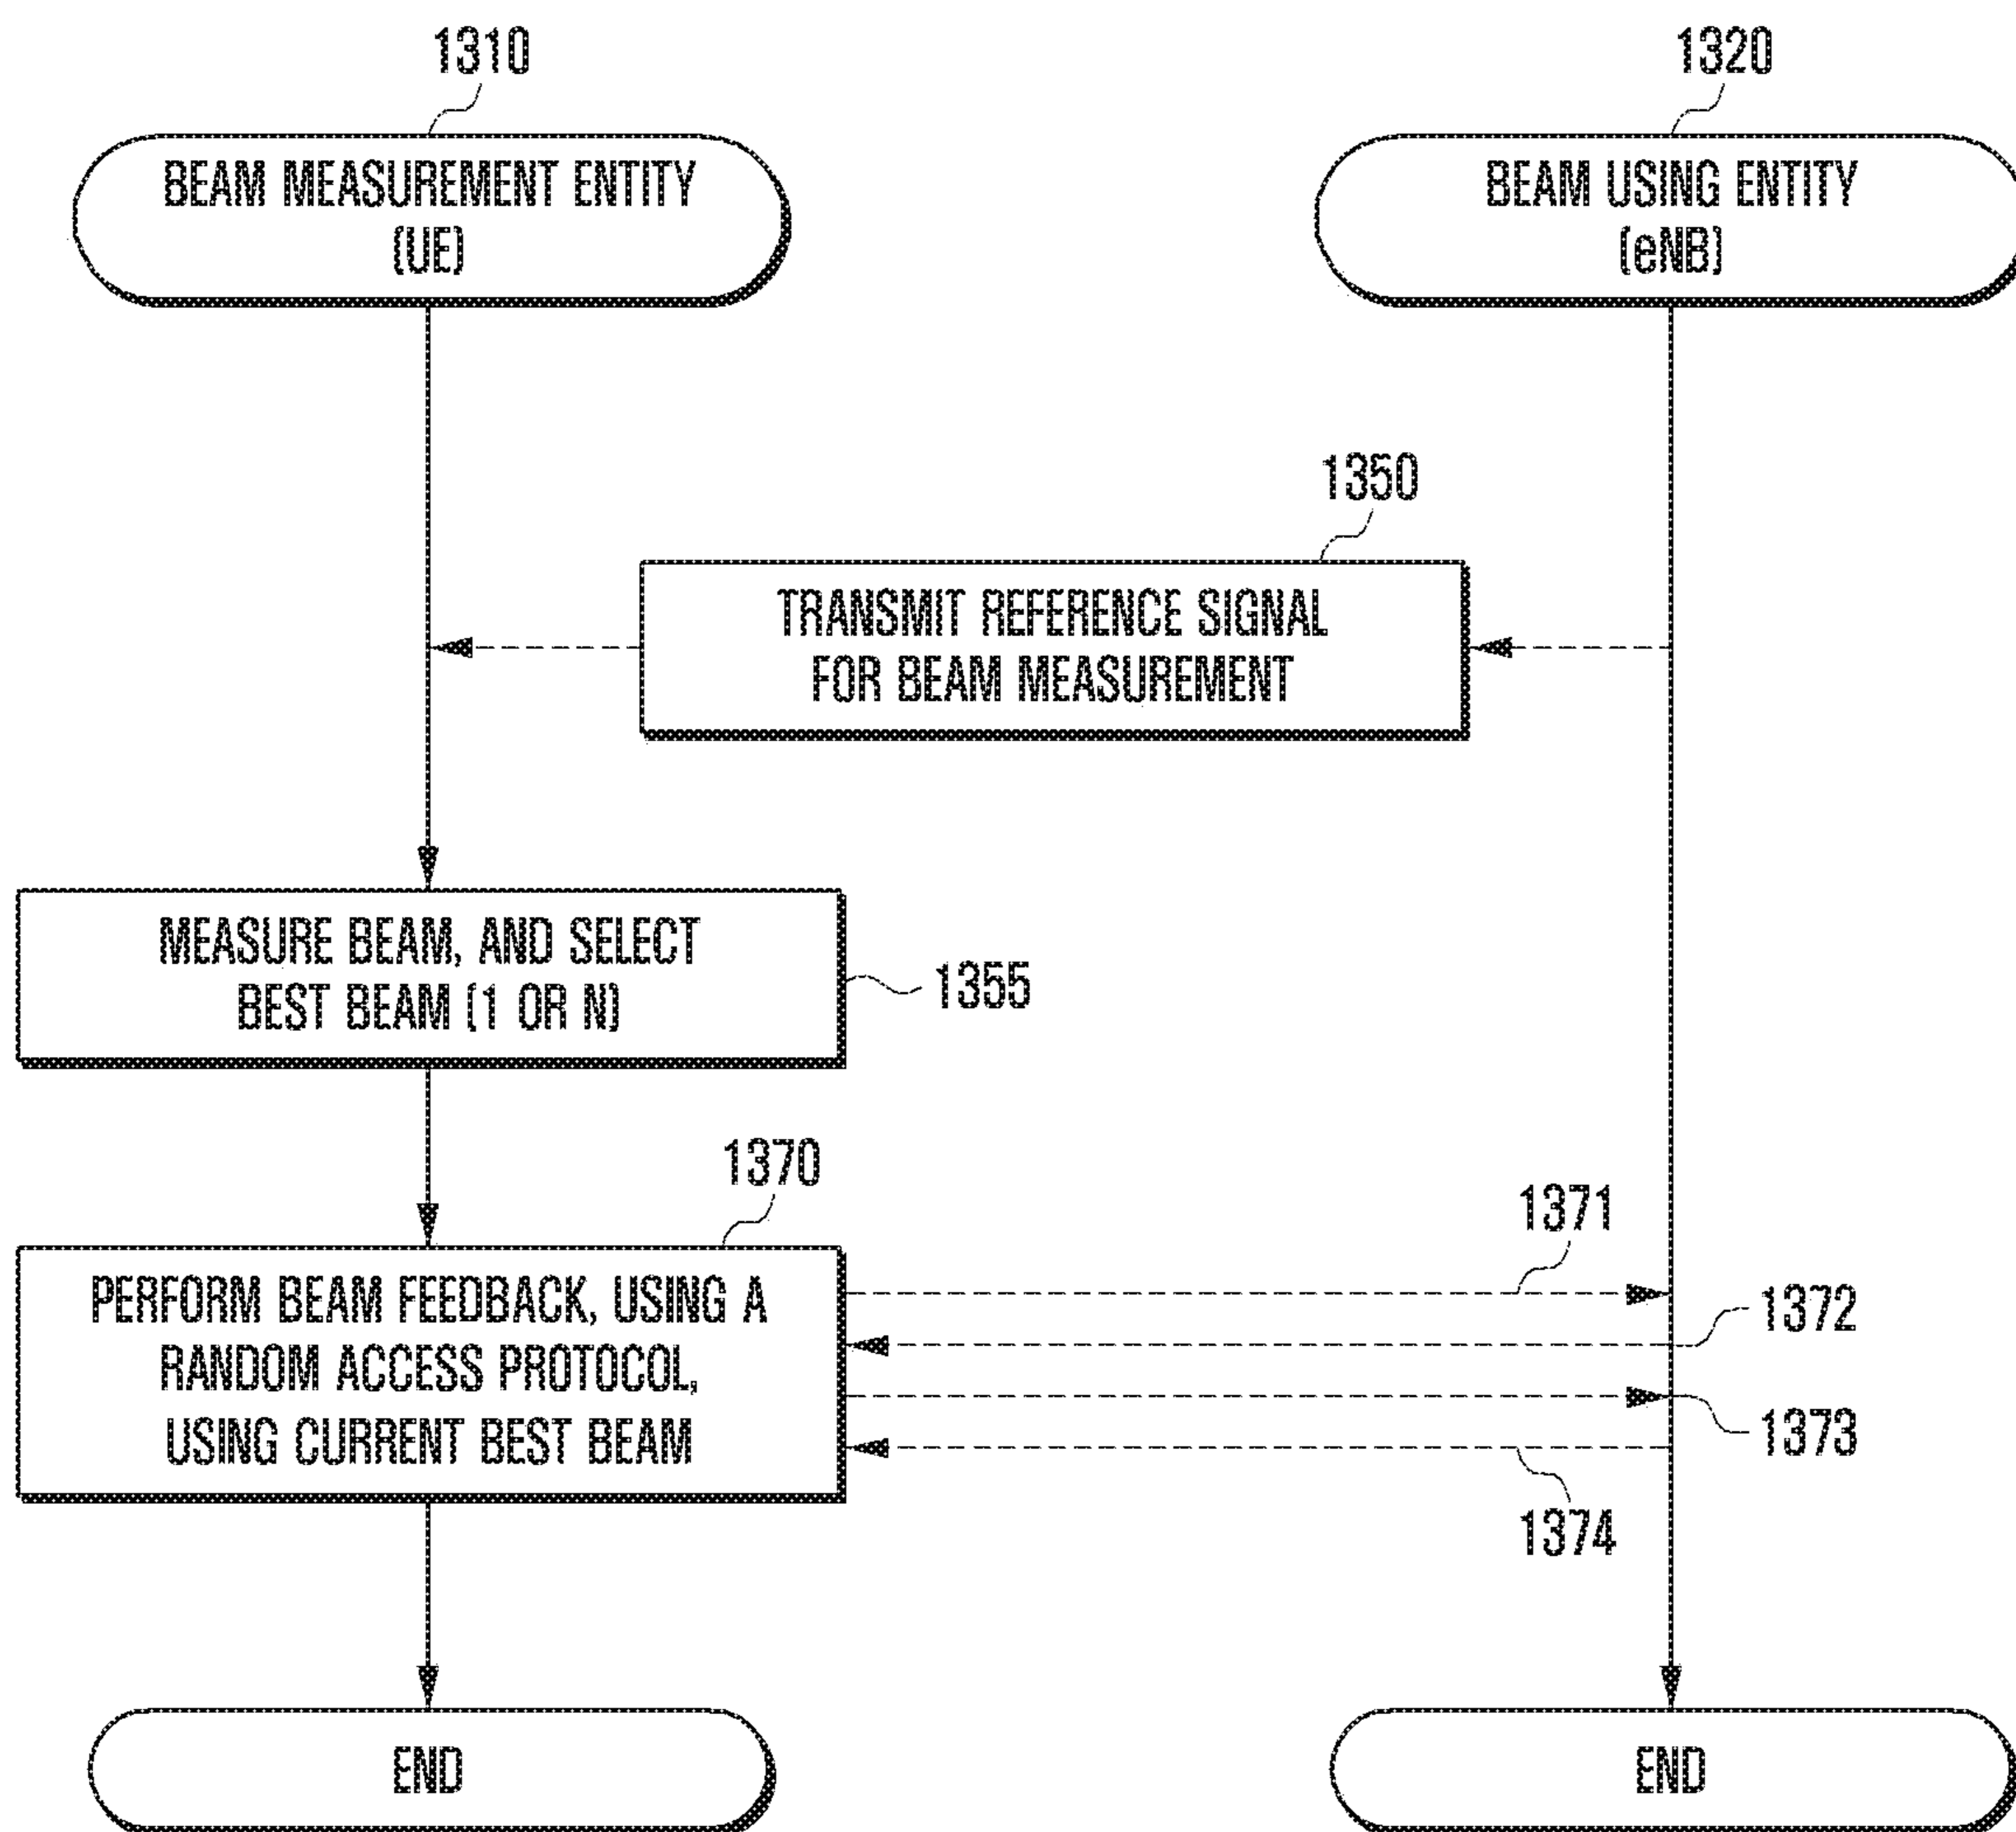 1310
1320
BEAM MEASUREMENT ENTITY
(UE)
BEAM USING ENTITY
(eNB)
1350
TRANSMIT REFERENCE SIGNAL
FOR BEAM MEASUREMENT
MEASURE BEAM, AND SELECT
BEST BEAM (1 OR N)
1355
1370
PERFORM BEAM FEEDBACK, USING A
RANDOM ACCESS PROTOCOL,
USING CURRENT BEST BEAM
1371
1372
1373
1374
END
END